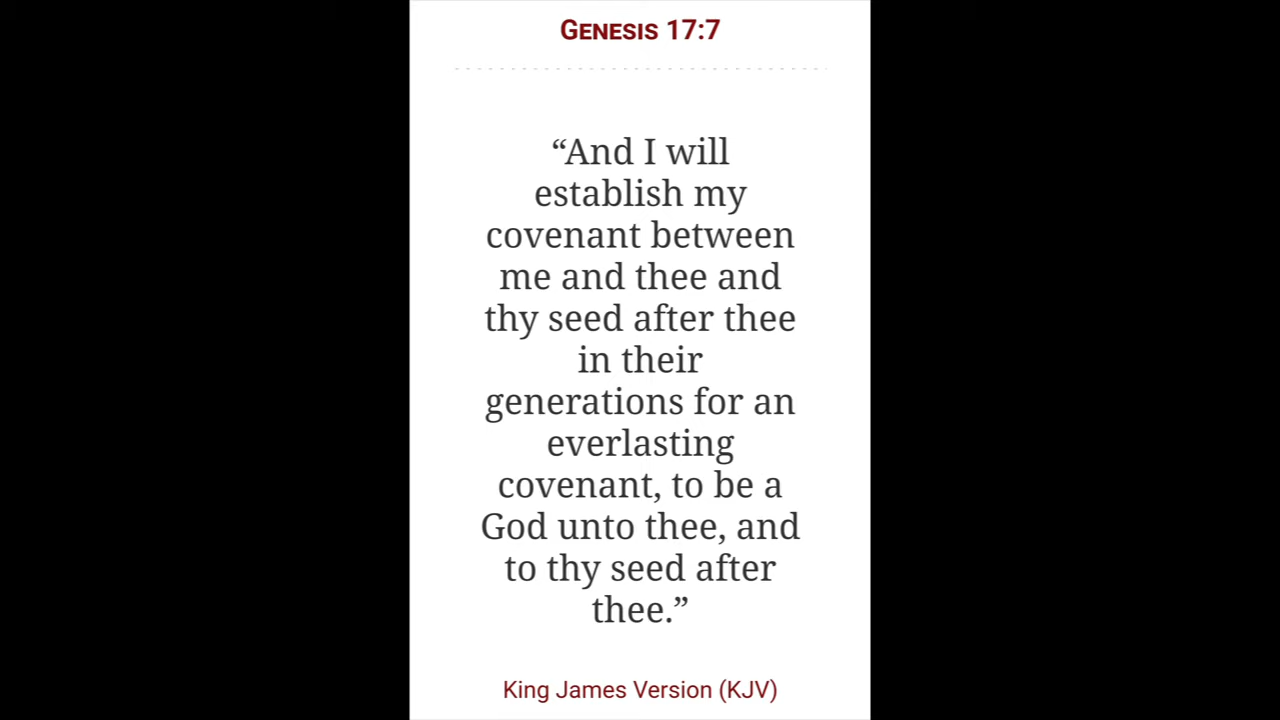 Genesis 17:7
“And I will
establish my
covenant between
me and thee and
thy seed after thee
in their
generations for an
everlasting
covenant, to be a
God unto thee, and
to thy seed after
thee.”
King James Version (KJV)